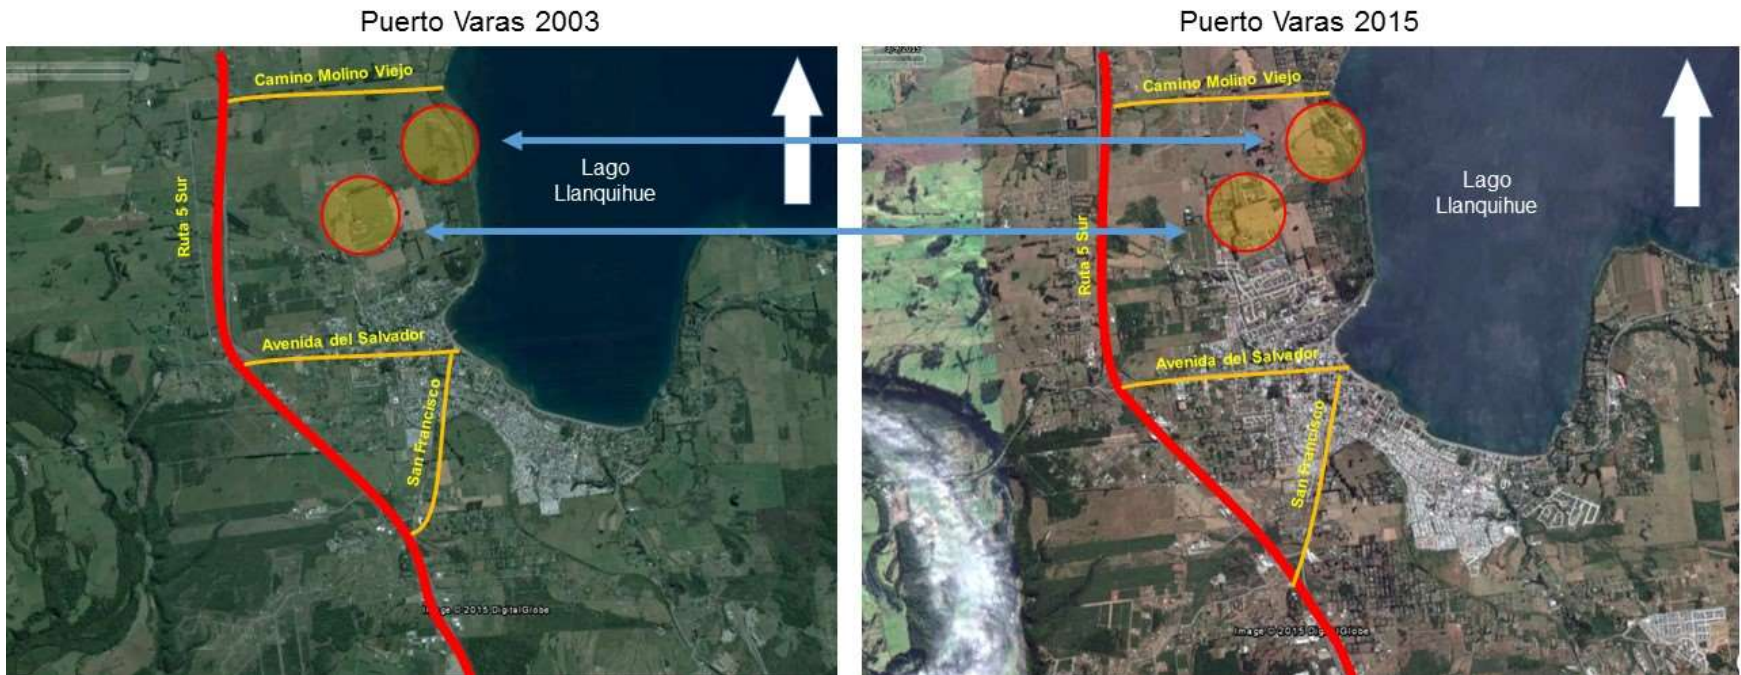 Puerto Varas 2003
Camino Molino Viejo
Lago
Llanquihue
Ruta 5 Sur
Avenida del Salvador
San Francisco
Image © 2015 DigitalGlobe
Puerto Varas 2015
Camino Molino Viejo
Lago
Llanquihue
Ruta 5 Sur
Avenida del Salvador
San Francisco
Image © 2015 DigitalGlobe